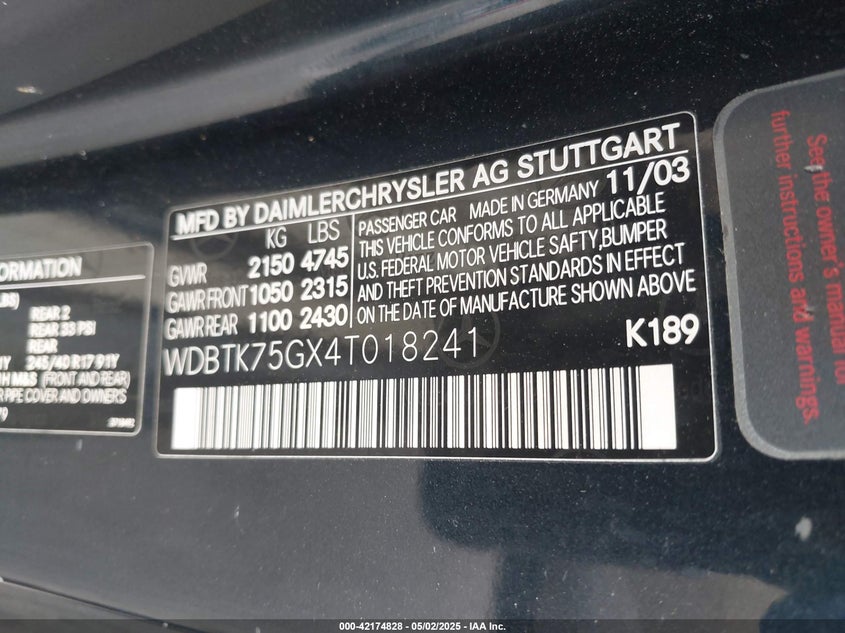 MFD BY DAIMLERCHRYSLER AG STUTTGART
KG LBS
GVWR 2150 4745
GAWR FRONT 1050 2315
GAWR REAR 1100 2430
PASSENGER CAR MADE IN GERMANY 11/03
THIS VEHICLE CONFORMS TO ALL APPLICABLE
U.S. FEDERAL MOTOR VEHICLE SAFTY,BUMPER
AND THEFT PREVENTION STANDARDS IN EFFECT
ON THE DATE OF MANUFACTURE SHOWN ABOVE
WDBTK75GX4T018241
K189
ORMATION
LBS)
REAR 2
REAR 33 PSI
REAR
245/40 R17 91Y
H M&S (FRONT AND REAR)
R PIPE COVER AND OWNERS
See the owner's manual for
further instructions and warnings.
000-42174828 - 05/02/2025 - IAA Inc.